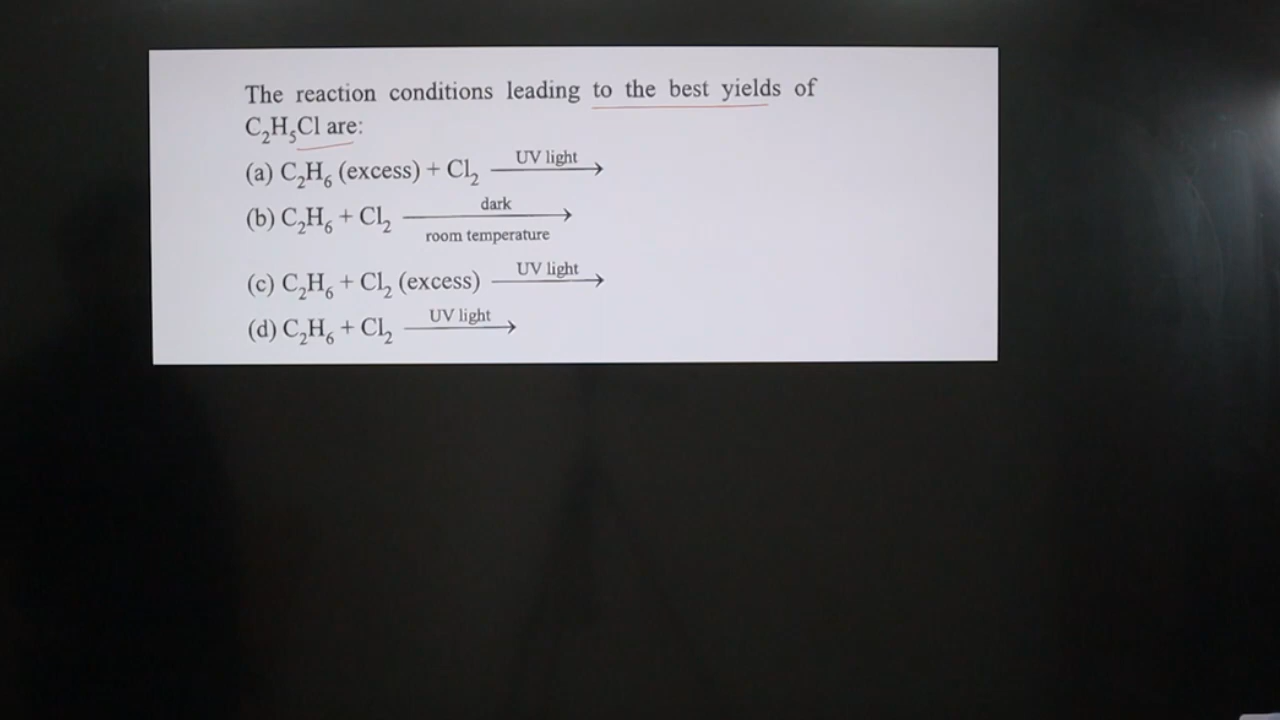 The reaction conditions leading to the best yields of
C₂H₅Cl are:
(a) C₂H₆ (excess) + Cl₂ UV light →
(b) C₂H₆ + Cl₂ dark → room temperature
(c) C₂H₆ + Cl₂ (excess) UV light →
(d) C₂H₆ + Cl₂ UV light →